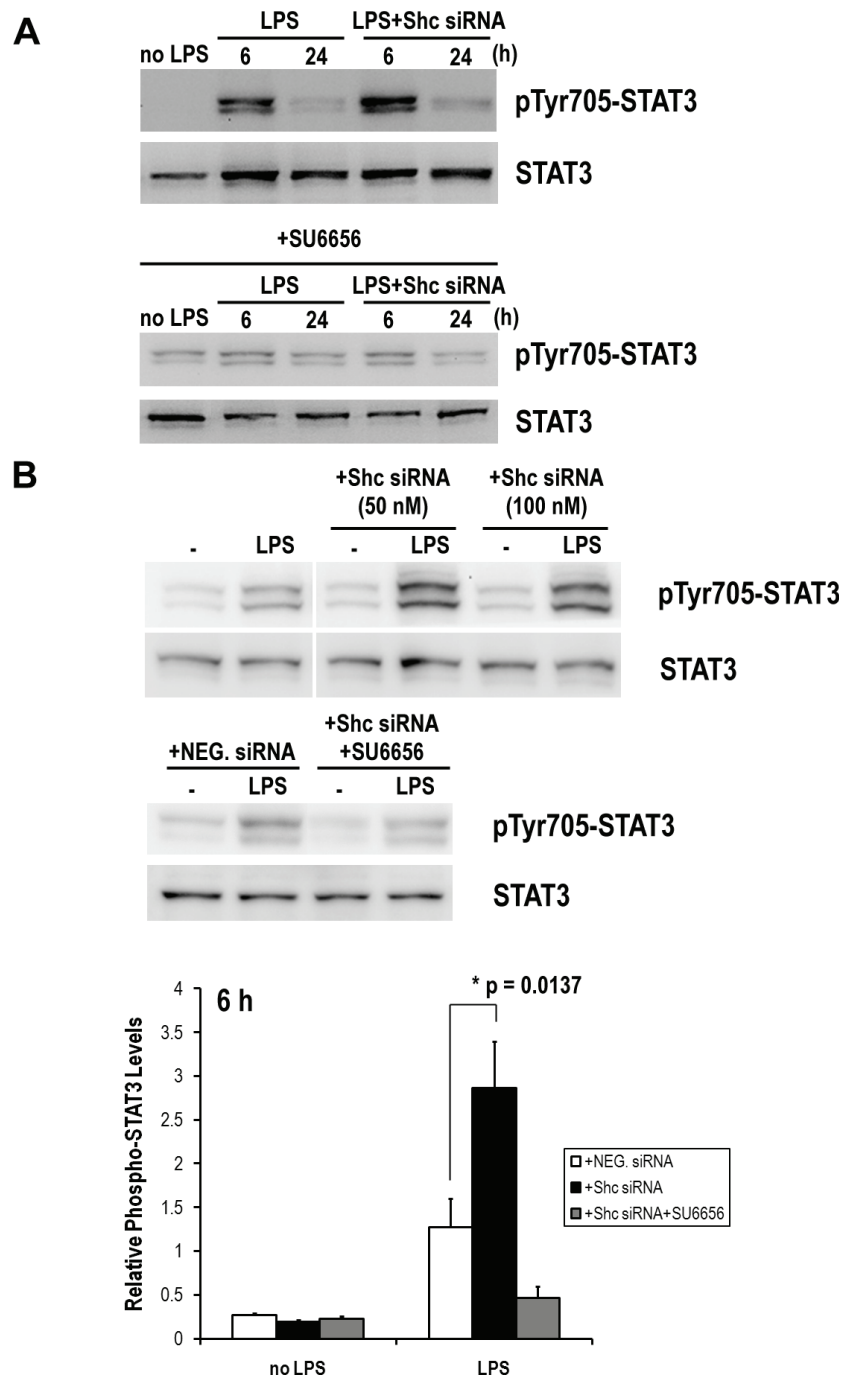 A
LPS LPS+Shc siRNA
no LPS 6 24 6 24 (h)
pTyr705-STAT3
STAT3
+SU6656
LPS LPS+Shc siRNA
no LPS 6 24 6 24 (h)
pTyr705-STAT3
STAT3
B
+Shc siRNA +Shc siRNA
(50 nM) (100 nM)
- LPS - LPS - LPS
pTyr705-STAT3
STAT3
+Shc siRNA
+NEG. siRNA +SU6656
- LPS - LPS
pTyr705-STAT3
STAT3
* p = 0.0137
6 h
Relative Phospho-STAT3 Levels
4
3.5
3
2.5
2
1.5
1
0.5
0
no LPS LPS
+NEG. siRNA
+Shc siRNA
+Shc siRNA+SU6656